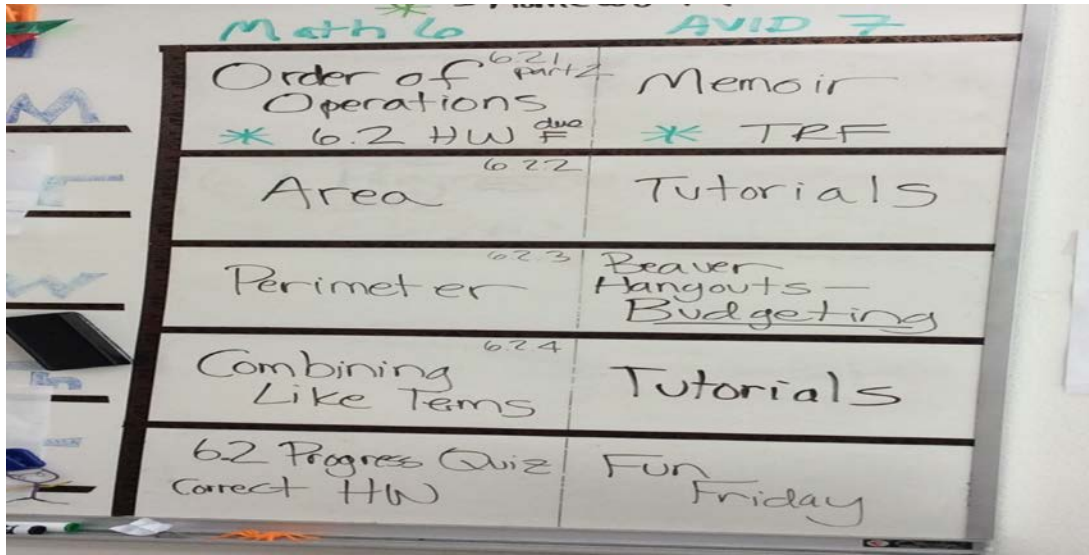 Math 6
AVID 7
Order of
Operations
6.2.1
part 2
* 6.2 HW due F
Memoir
* TRF
Area
6.2.2
Tutorials
Perimeter
6.2.3
Beaver
Hangouts —
Budgeting
Combining
Like Terms
6.2.4
Tutorials
6.2 Progress Quiz
Correct HW
Fun
Friday
M
T
W
Th